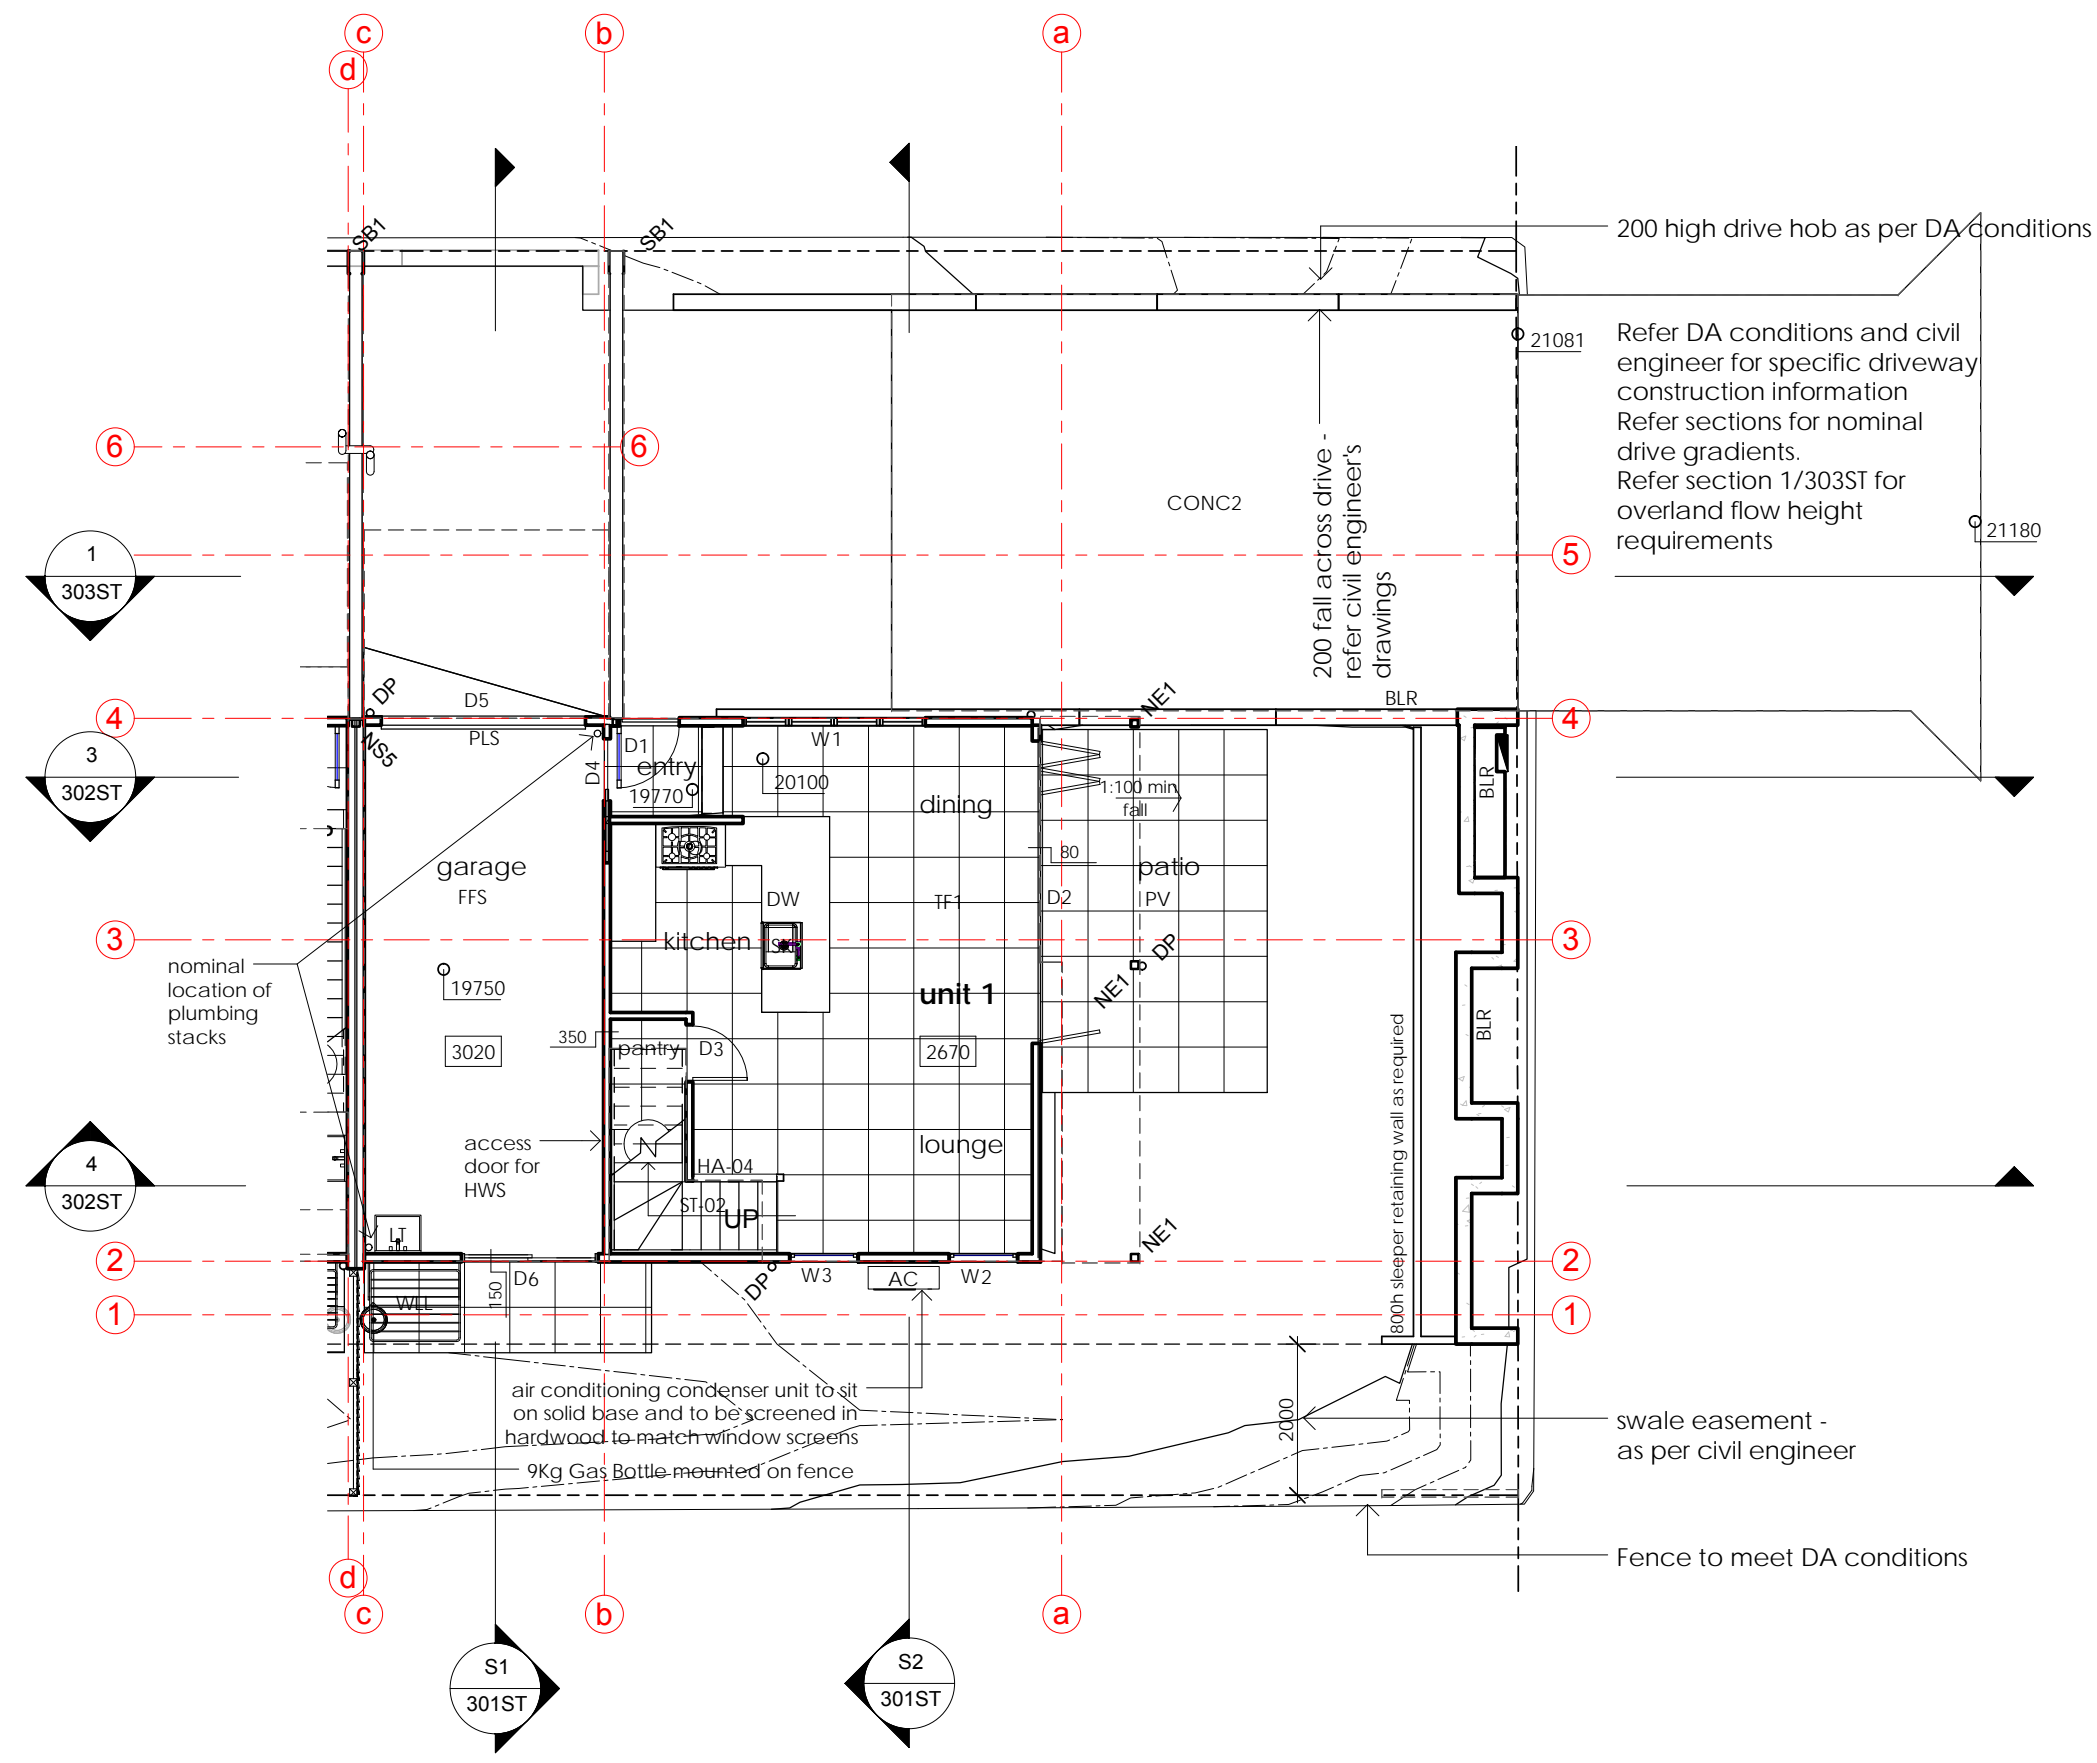 c
b
a
d
SB1
SB1
200 high drive hob as per DA conditions
21081
Refer DA conditions and civil
engineer for specific driveway
construction information
Refer sections for nominal
drive gradients.
Refer section 1/303ST for
overland flow height
requirements
21180
6
6
CONC2
200 fall across drive -
refer civil engineer's
drawings
1
303ST
5
DP
D5
BLR
NE1
4
4
PLS
NS5
D1
W1
3
302ST
D4
entry
19770
20100
dining
1:100 min
fall
BLR
80
garage
FFS
patio
DW
TF1
D2
PV
3
kitchen
3
nominal
location of
plumbing
stacks
DP
NE1
19750
unit 1
BLR
350
3020
pantry
D3
2670
800h sleeper retaining wall as required
access
door for
HWS
lounge
4
302ST
HA-04
ST-02
UP
LT
NE1
2
2
D6
150
DP
W3
AC
W2
WLL
1
1
air conditioning condenser unit to sit
on solid base and to be screened in
hardwood to match window screens
2000
swale easement -
as per civil engineer
9Kg Gas Bottle mounted on fence
Fence to meet DA conditions
d
c
b
a
S1
301ST
S2
301ST